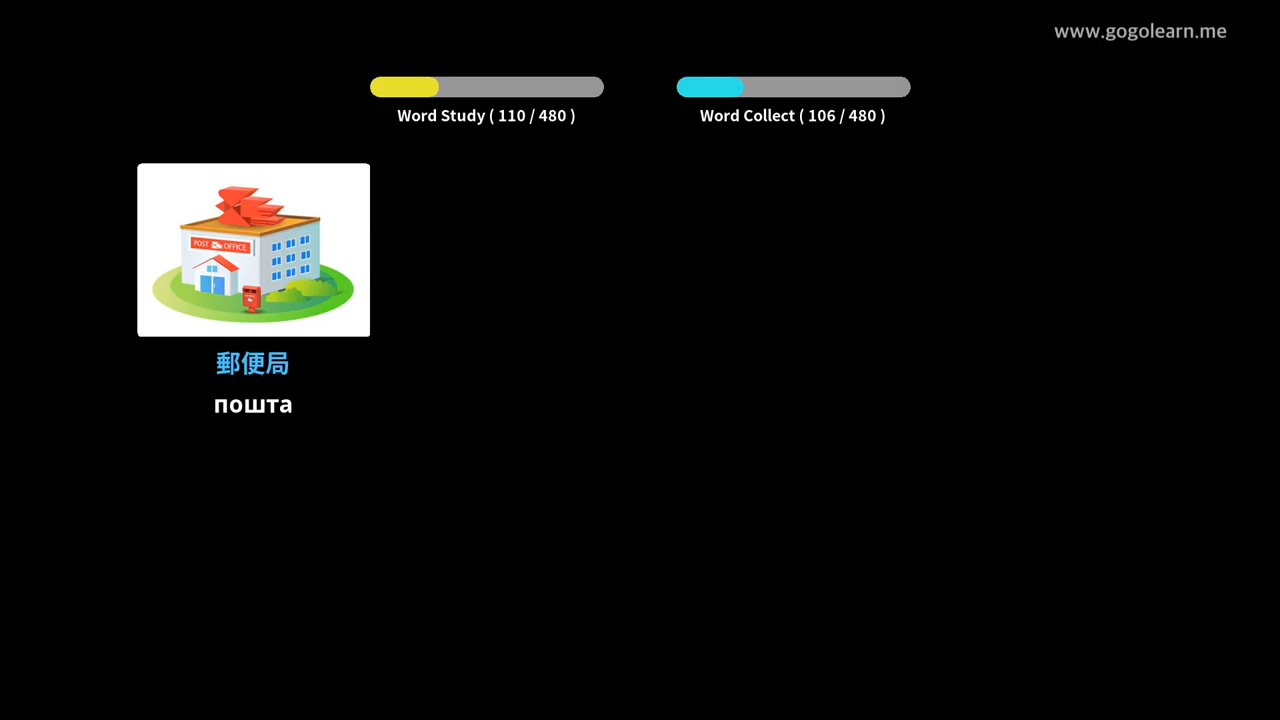 www.gogolearn.me
Word Study ( 110 / 480 )
Word Collect ( 106 / 480 )
POST OFFICE
郵便局
пошта